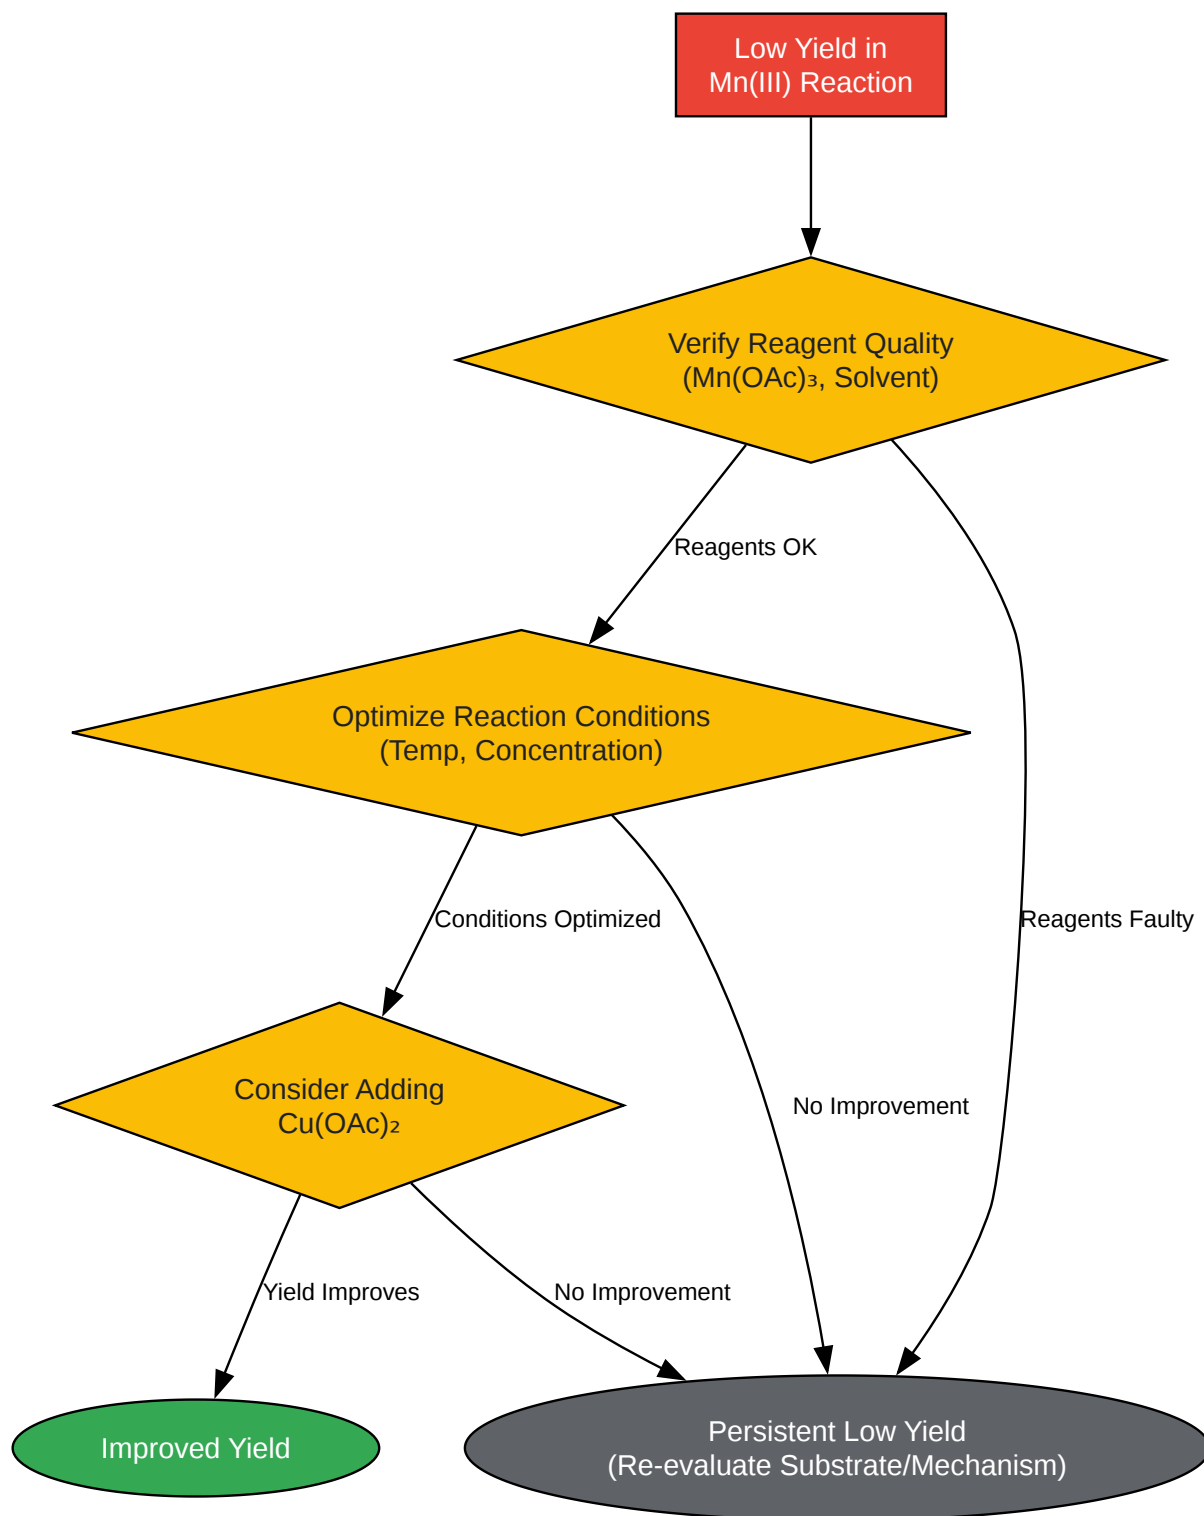 Low Yield in
Mn(III) Reaction
Verify Reagent Quality
(Mn(OAc)₃, Solvent)
Reagents OK
Optimize Reaction Conditions
(Temp, Concentration)
Conditions Optimized
Reagents Faulty
Consider Adding
Cu(OAc)₂
No Improvement
Yield Improves
No Improvement
Improved Yield
Persistent Low Yield
(Re-evaluate Substrate/Mechanism)